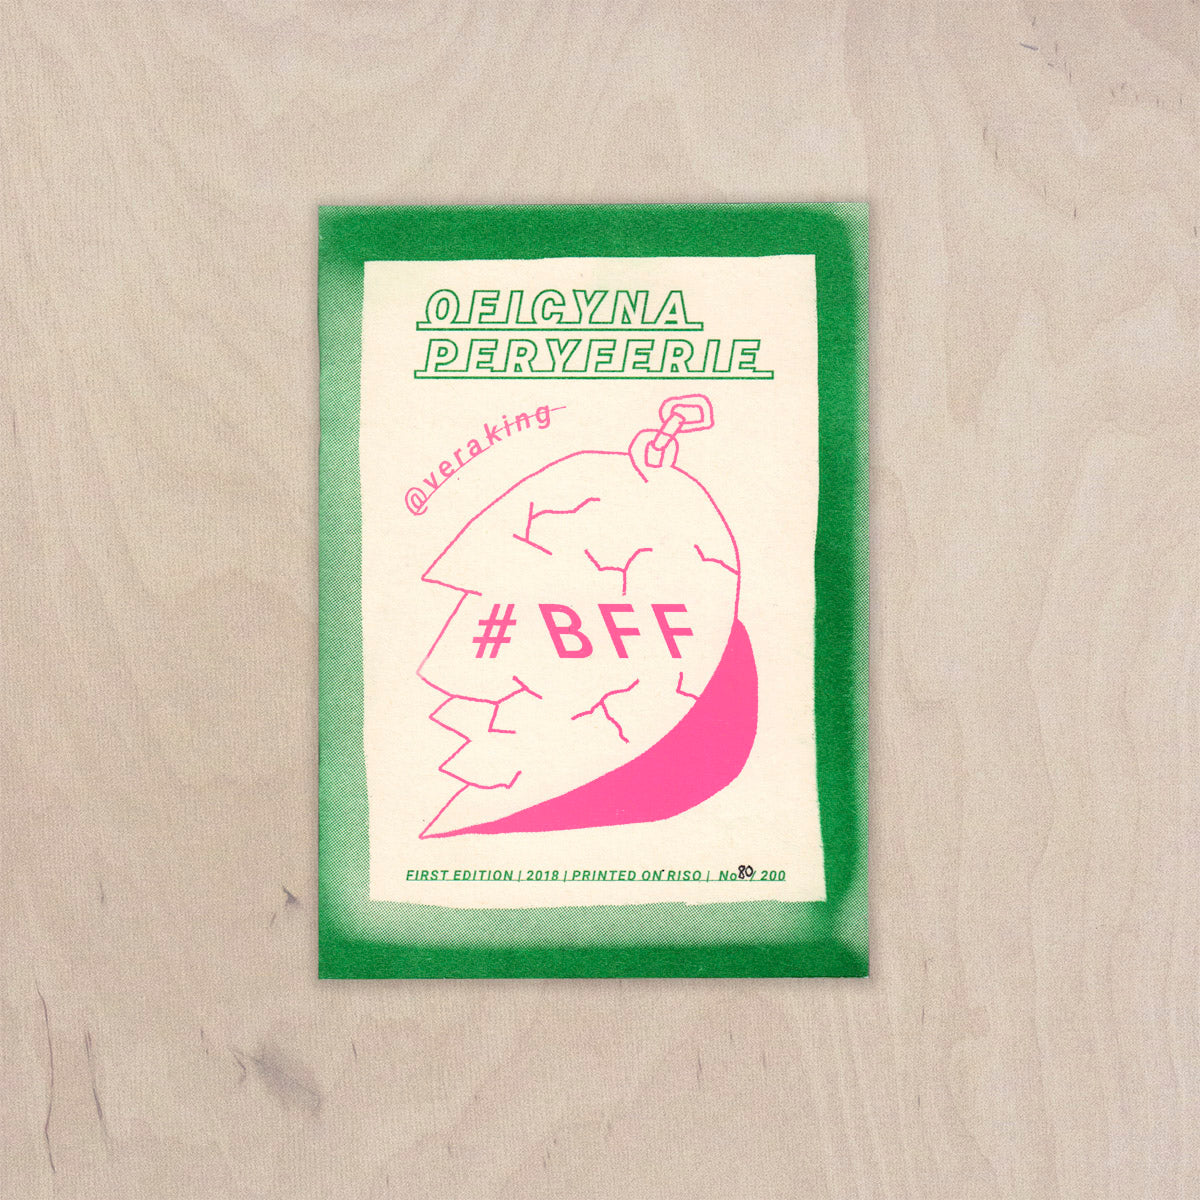 OFICYNA
PERYFERIE
@veraking
#BFF
FIRST EDITION | 2018 | PRINTED ON RISO | No 80/ 200